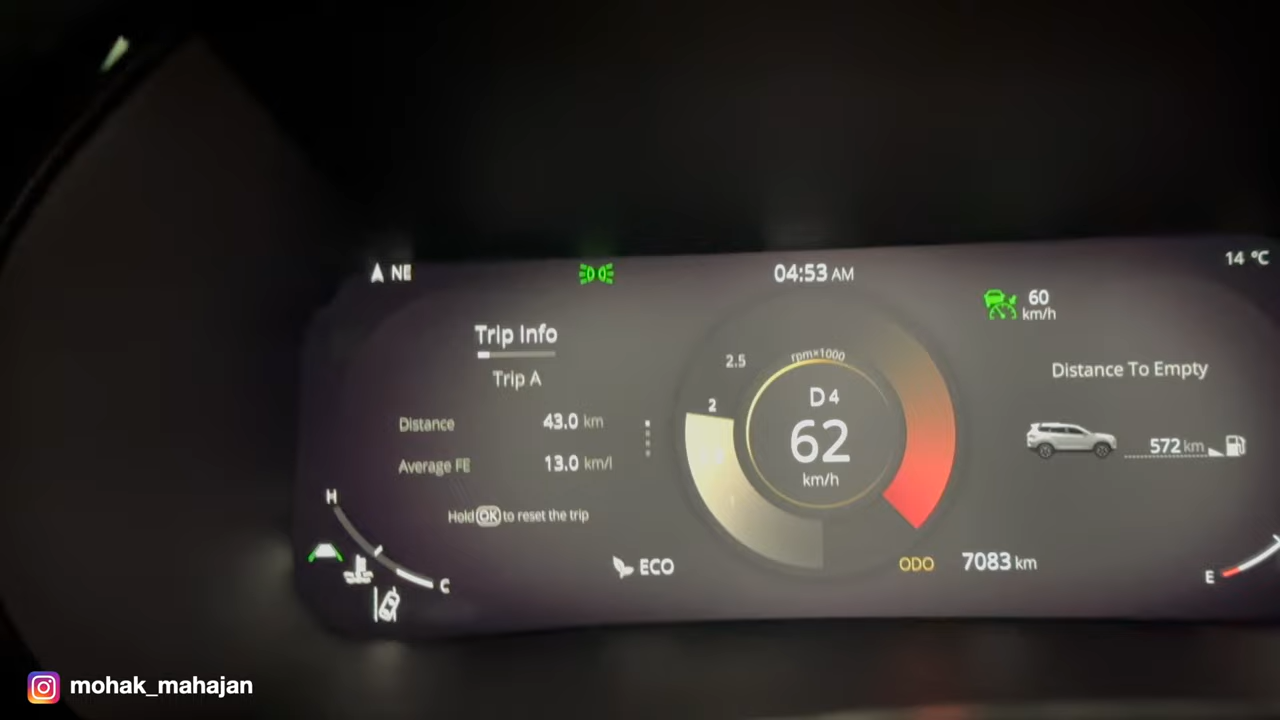 NE
04:53 AM
14 °C
60
km/h
Trip Info
Trip A
Distance 43.0 km
Average FE 13.0 km/l
Hold OK to reset the trip
H
C
ECO
2.5
2
rpm×1000
D 4
62
km/h
ODO 7083 km
Distance To Empty
572 km
E
mohak_mahajan